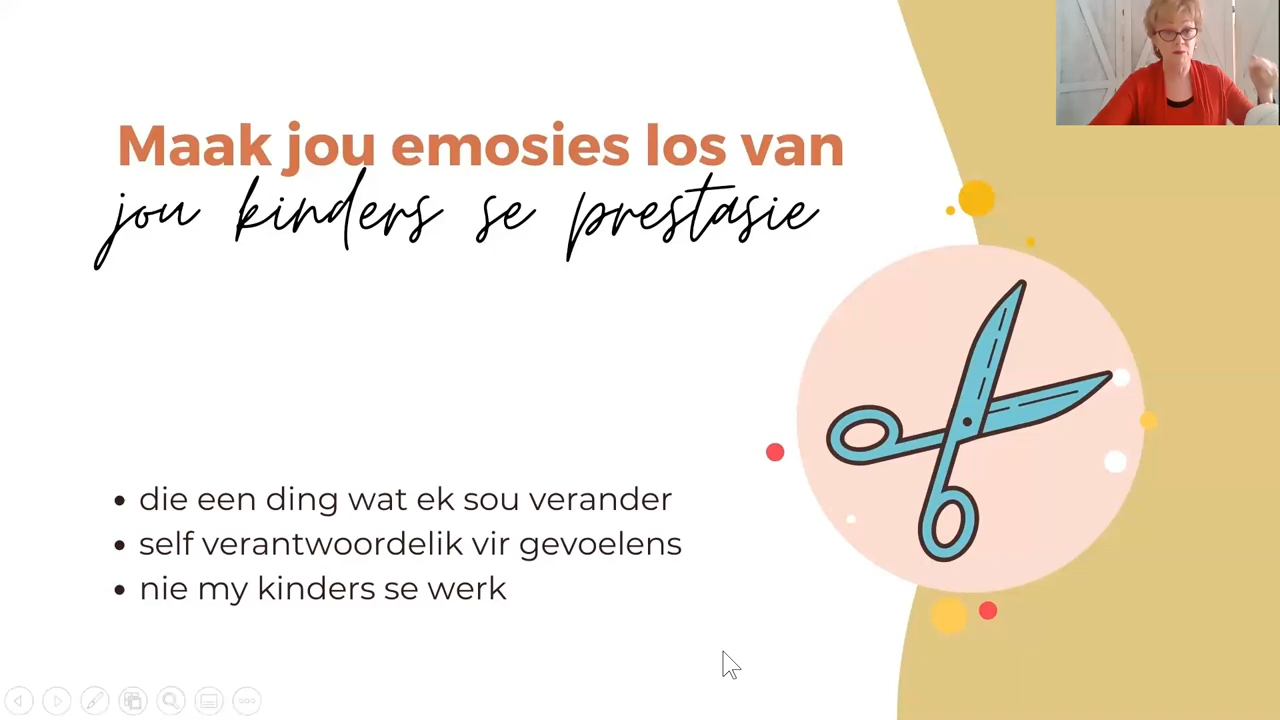 Maak jou emosies los van
jou kinders se prestasie
die een ding wat ek sou verander
self verantwoordelik vir gevoelens
nie my kinders se werk